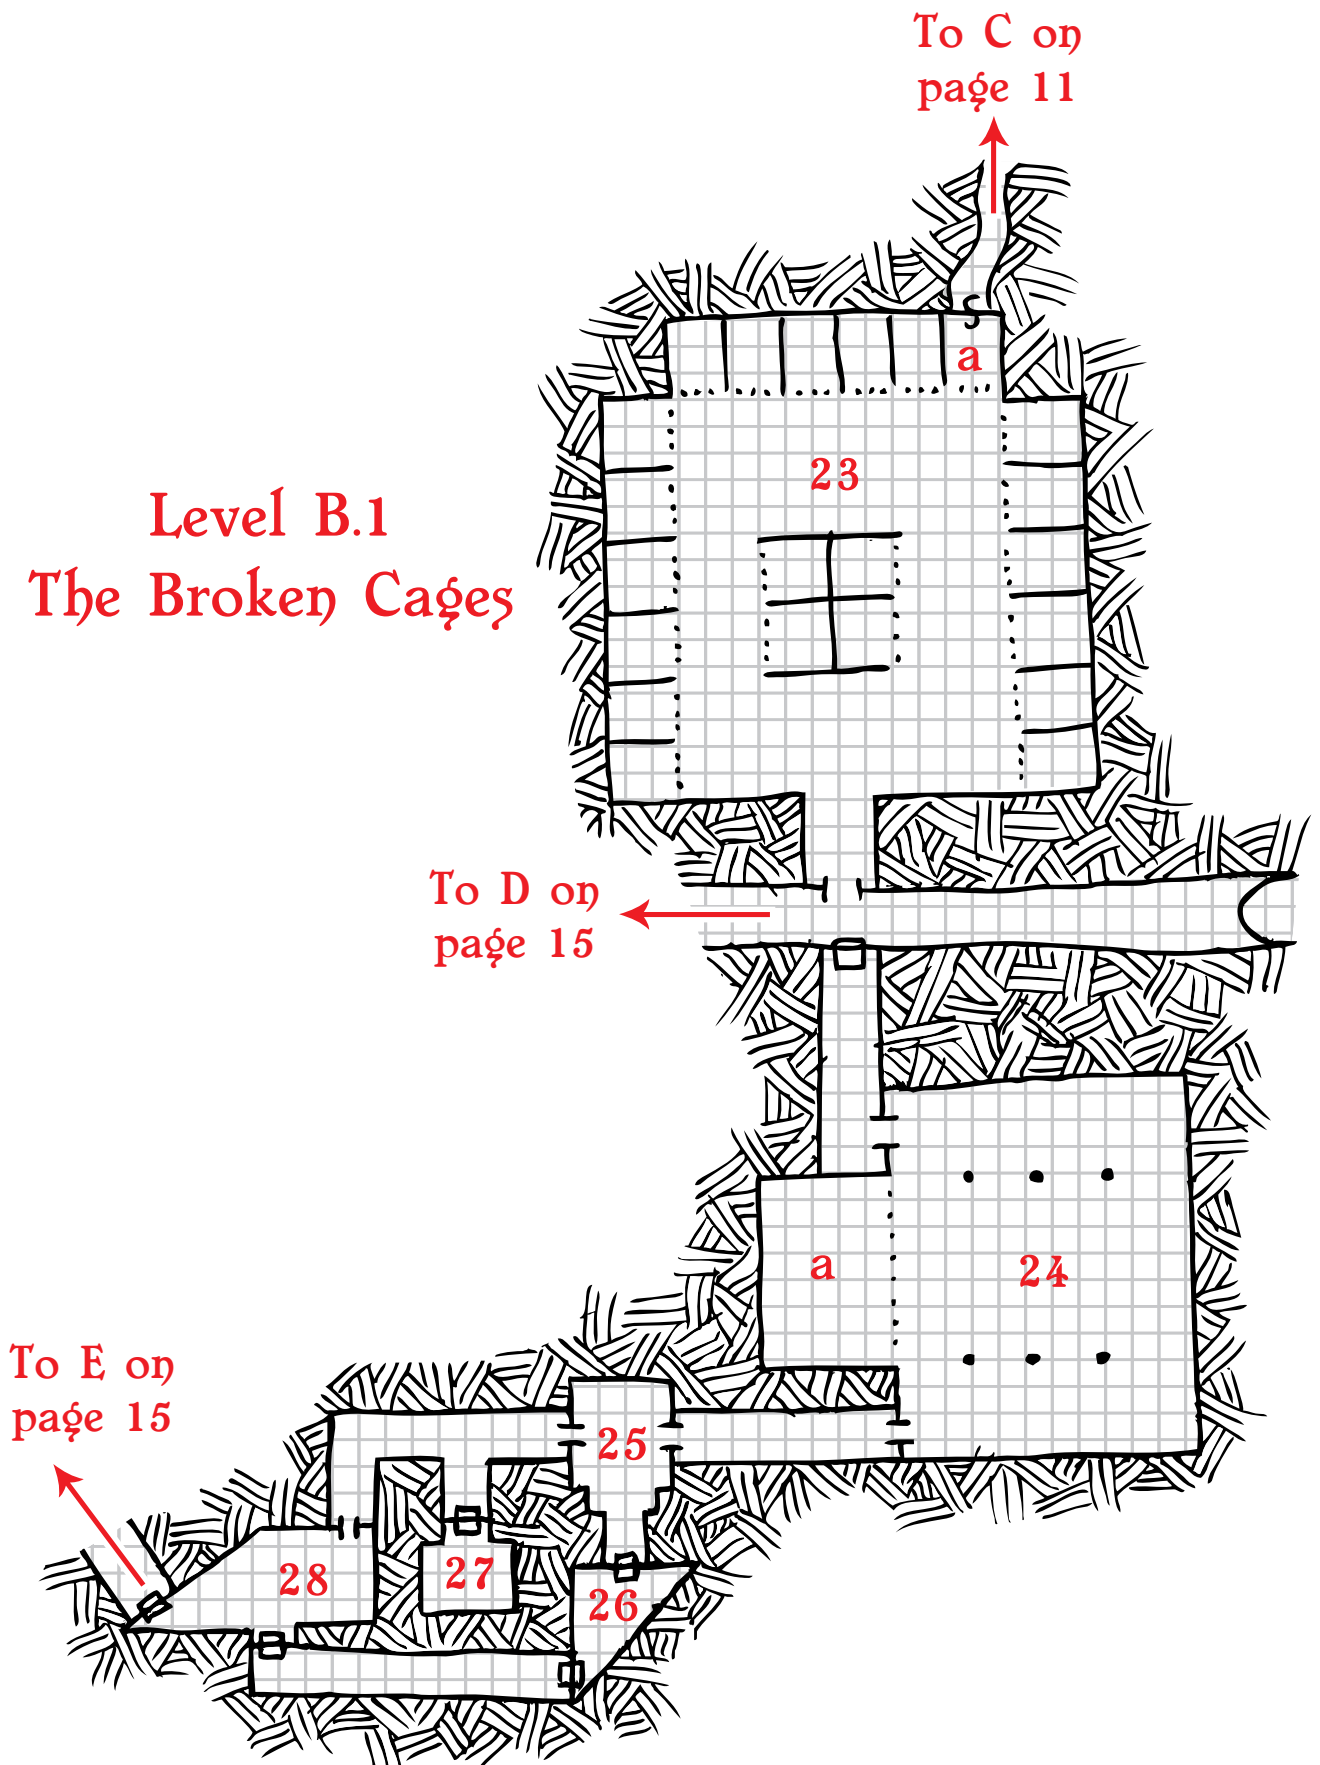 To C on
page 11
a
23
Level B.1
The Broken Cages
To D on
page 15
a
24
To E on
page 15
25
28
27
26